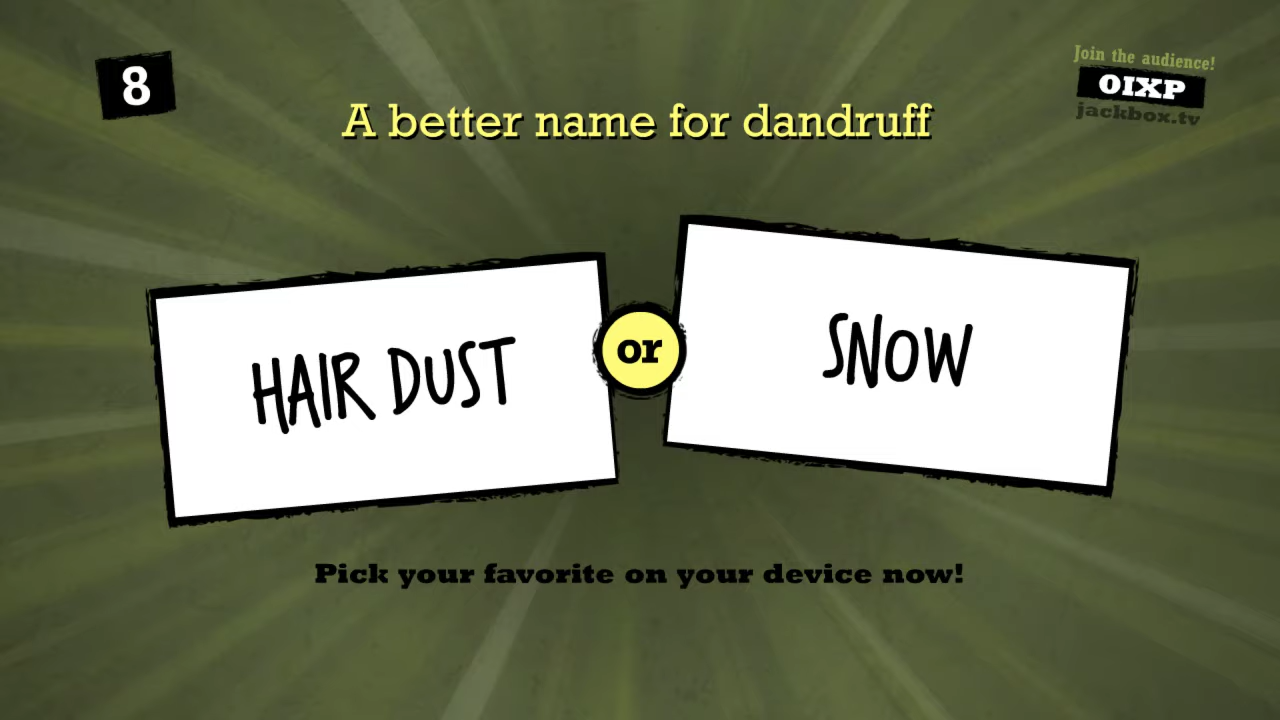 8
Join the audience!
OIXP
jackbox.tv
A better name for dandruff
HAIR DUST
or
SNOW
Pick your favorite on your device now!